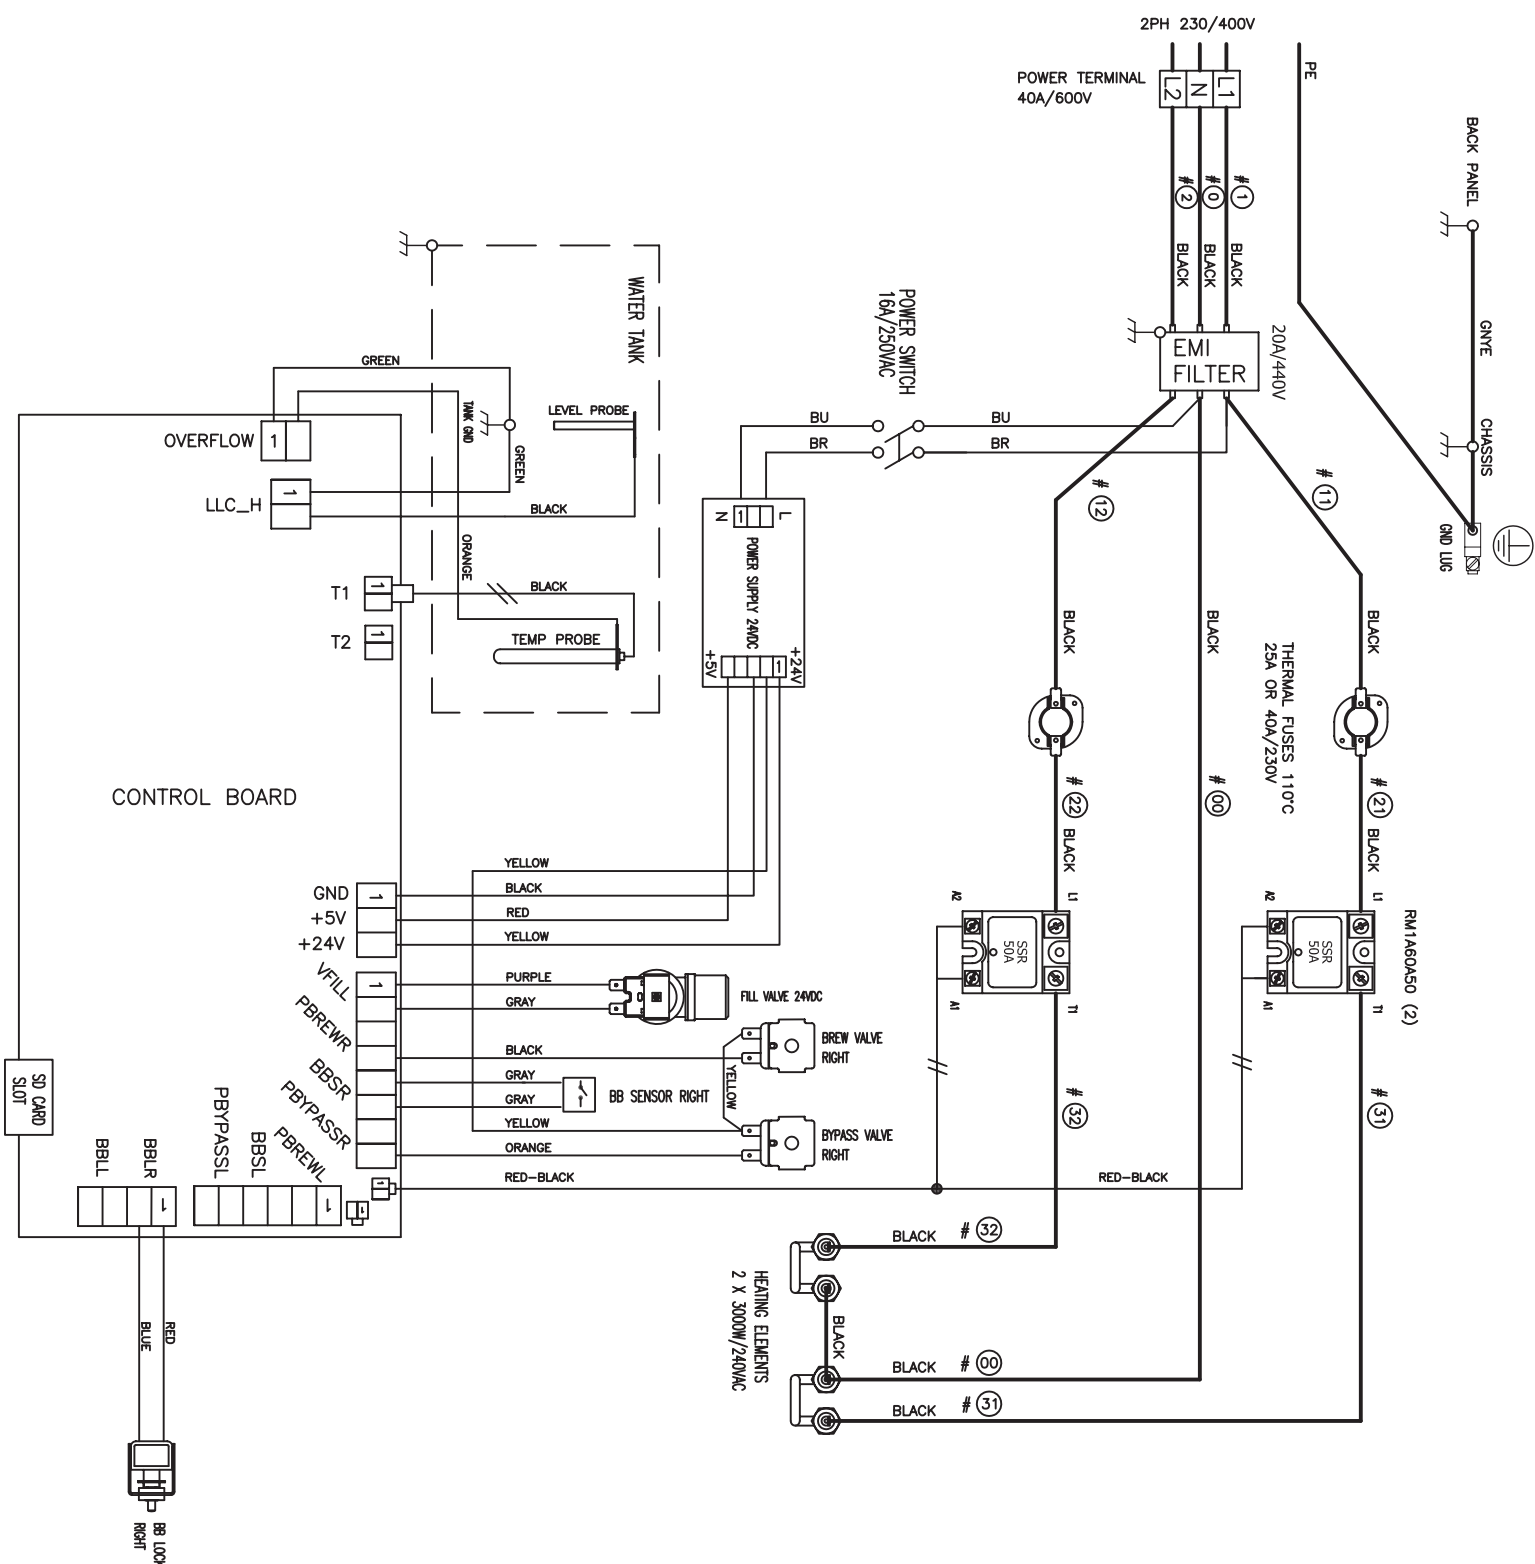 2PH 230/400V
POWER TERMINAL
40A/600V
L2
N
L1
PE
BACK PANEL
GNYE
CHASSIS
GND LUG
# 2
# 0
# 1
BLACK
BLACK
BLACK
EMI
FILTER
20A/440V
POWER SWITCH
16A/250VAC
BU
BR
BU
BR
# 12
# 11
WATER TANK
GREEN
TANK GND
LEVEL PROBE
GREEN
OVERFLOW
1
LLC_H
1
BLACK
ORANGE
T1
1
BLACK
T2
1
TEMP PROBE
N
1
L
POWER SUPPLY 24VDC
+5V
1
+24V
BLACK
BLACK
BLACK
THERMAL FUSES 110°C
25A OR 40A/230V
# 22
# 00
# 21
BLACK
BLACK
CONTROL BOARD
YELLOW
GND
1
BLACK
+5V
RED
+24V
YELLOW
A2
L1
SSR
50A
A1
T1
A2
L1
SSR
50A
A1
T1
RM1A60A50 (2)
VFILL
1
PURPLE
GRAY
FILL VALVE 24VDC
PBREWR
BLACK
BREW VALVE
RIGHT
BBSR
GRAY
GRAY
BB SENSOR RIGHT
YELLOW
PBYPASSR
YELLOW
ORANGE
BYPASS VALVE
RIGHT
# 32
# 31
RED-BLACK
RED-BLACK
1
1
SD CARD
SLOT
BBLL
BBLR
1
PBYPASSL
BBSL
PBREWL
1
BLACK
# 32
HEATING ELEMENTS
2 X 3000W/240VAC
BLACK
BLACK
# 00
BLACK
# 31
BLUE
RED
BB LOCK
RIGHT